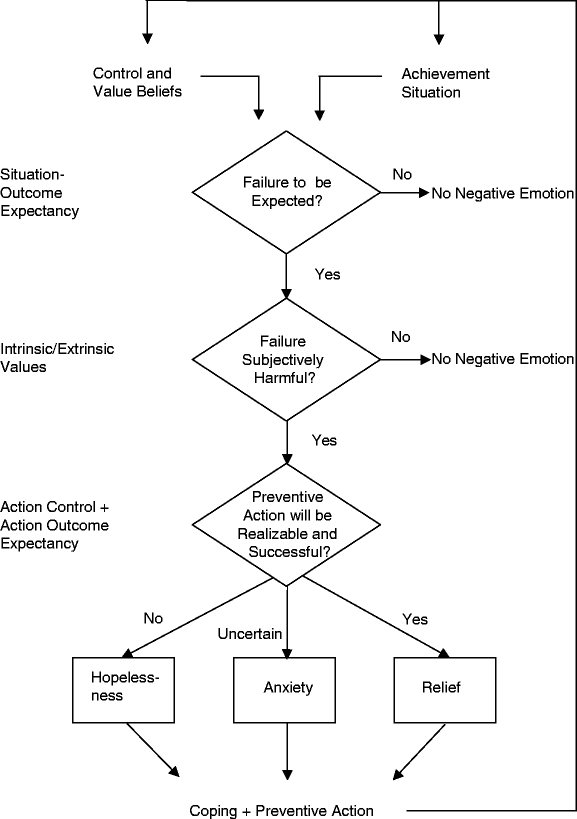 Control and
Value Beliefs
Achievement
Situation
Situation-
Outcome
Expectancy
Failure to be
Expected?
No
No Negative Emotion
Yes
Intrinsic/Extrinsic
Values
Failure
Subjectively
Harmful?
No
No Negative Emotion
Yes
Action Control +
Action Outcome
Expectancy
Preventive
Action will be
Realizable and
Successful?
No
Uncertain
Yes
Hopeless-
ness
Anxiety
Relief
Coping + Preventive Action